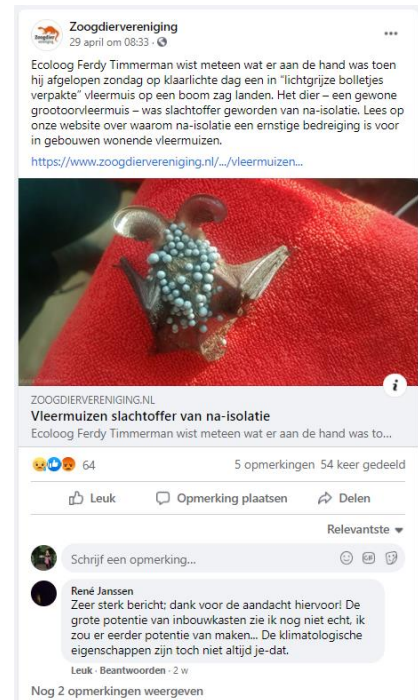 Zoogdiervereniging
29 april om 08:33 ·
Ecoloog Ferdy Timmerman wist meteen wat er aan de hand was toen
hij afgelopen zondag op klaarlichte dag een in "lichtgrijze bolletjes
verpakte" vleermuis op een boom zag landen. Het dier – een gewone
grootoorvleermuis – was slachtoffer geworden van na-isolatie. Lees op
onze website over waarom na-isolatie een ernstige bedreiging is voor
in gebouwen wonende vleermuizen.
https://www.zoogdiervereniging.nl/.../vleermuizen...
ZOOGDIERVERENIGING.NL
Vleermuizen slachtoffer van na-isolatie
Ecoloog Ferdy Timmerman wist meteen wat er aan de hand was to...
64 5 opmerkingen 54 keer gedeeld
Leuk Opmerking plaatsen Delen
Relevantste
Schrijf een opmerking...
GIF
René Janssen
Zeer sterk bericht; dank voor de aandacht hiervoor! De
grote potentie van inbouwkasten zie ik nog niet echt, ik
zou er eerder potentie van maken... De klimatologische
eigenschappen zijn toch niet altijd je-dat.
Leuk · Beantwoorden · 2 w
Nog 2 opmerkingen weergeven